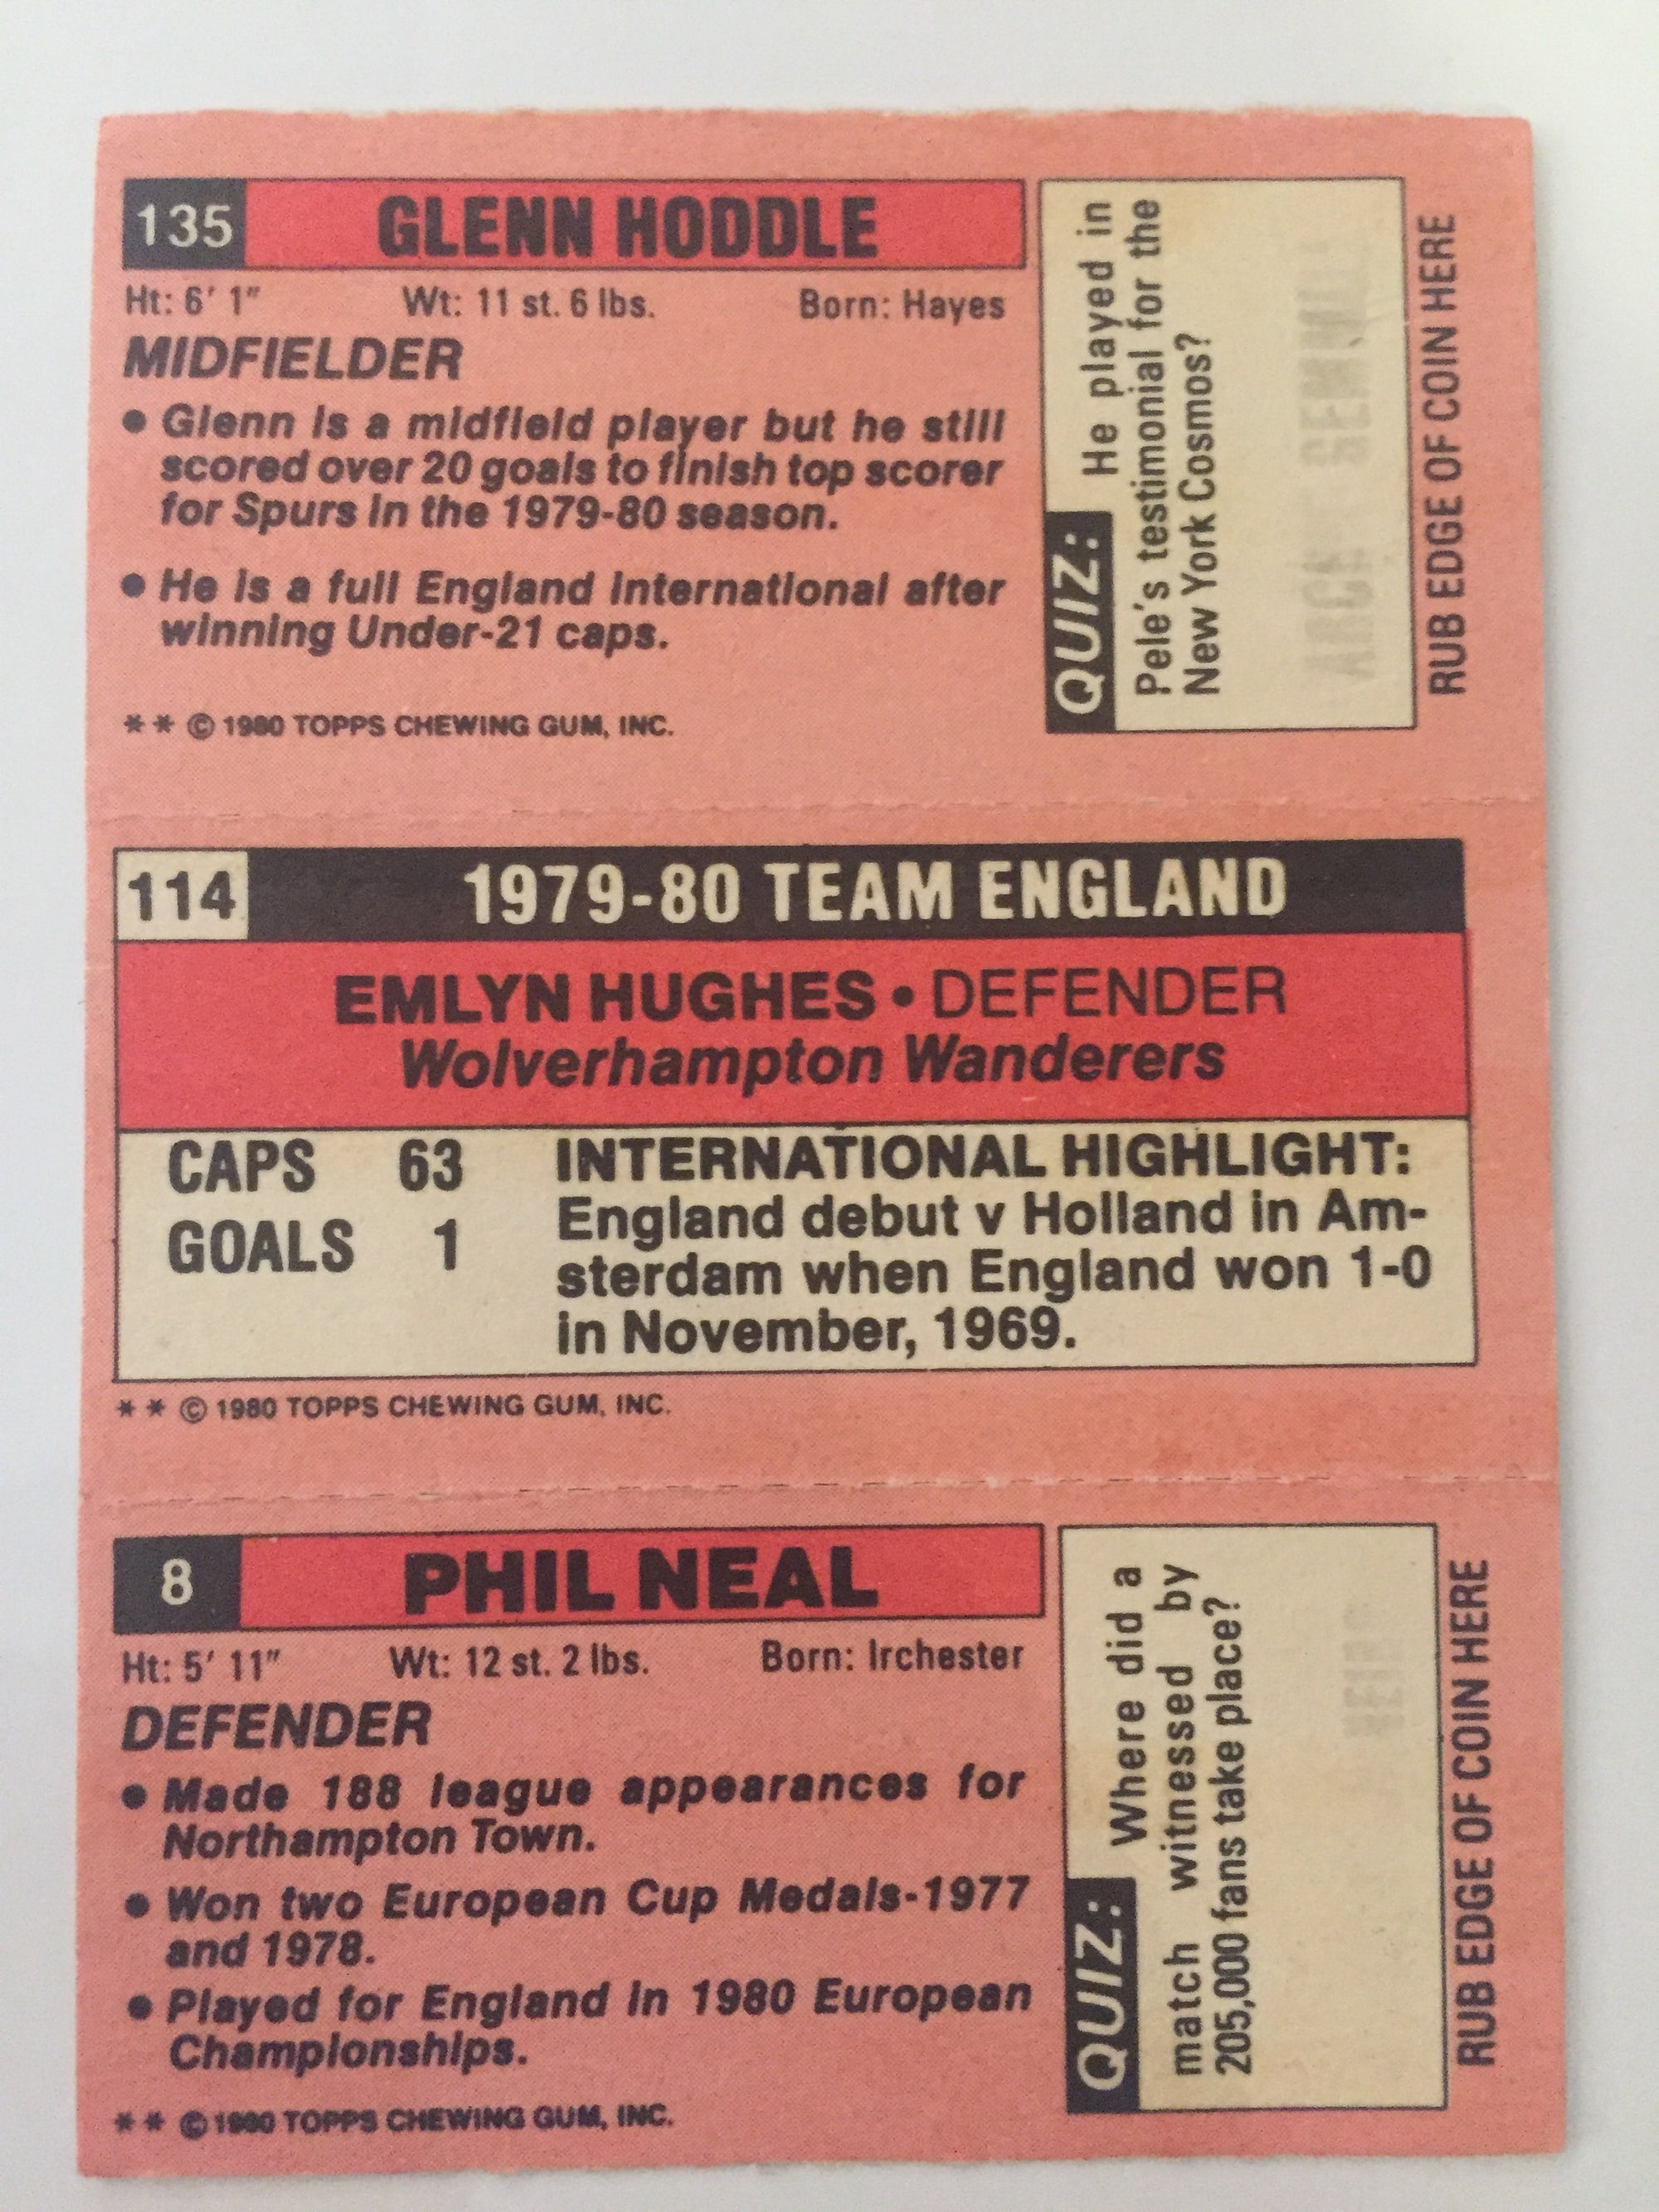 135 GLENN HODDLE
Ht: 6' 1" Wt: 11 st. 6 lbs. Born: Hayes
MIDFIELDER
• Glenn is a midfield player but he still
scored over 20 goals to finish top scorer
for Spurs in the 1979-80 season.
• He is a full England International after
winning Under-21 caps.
** © 1980 TOPPS CHEWING GUM, INC.
QUIZ: He played in
Pele's testimonial for the
New York Cosmos?
RUB EDGE OF COIN HERE
114 1979-80 TEAM ENGLAND
EMLYN HUGHES • DEFENDER
Wolverhampton Wanderers
CAPS 63
GOALS 1
INTERNATIONAL HIGHLIGHT:
England debut v Holland in Am-
sterdam when England won 1-0
in November, 1969.
** © 1980 TOPPS CHEWING GUM, INC.
8 PHIL NEAL
Ht: 5' 11" Wt: 12 st. 2 lbs. Born: Irchester
DEFENDER
• Made 188 league appearances for
Northampton Town.
• Won two European Cup Medals-1977
and 1978.
• Played for England in 1980 European
Championships.
** © 1980 TOPPS CHEWING GUM, INC.
QUIZ: Where did a
match witnessed by
205,000 fans take place?
RUB EDGE OF COIN HERE